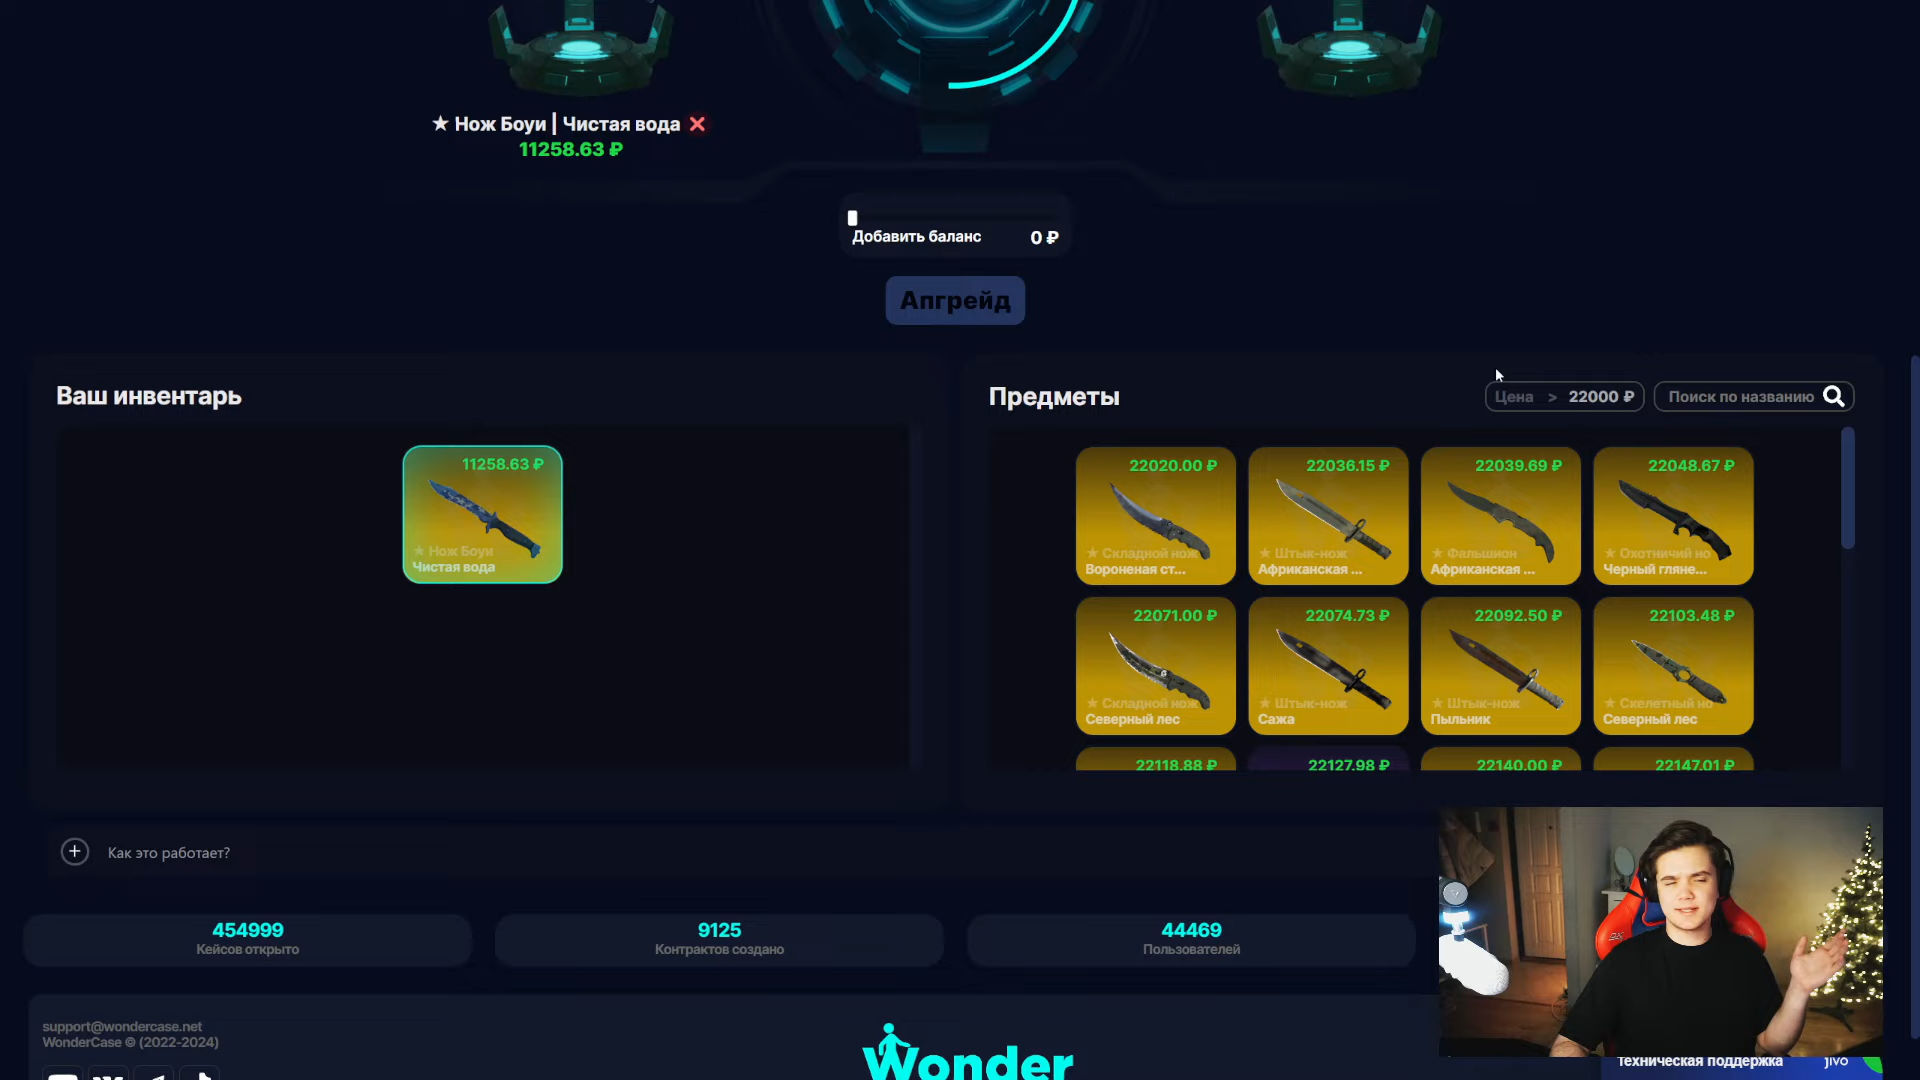 ★ Нож Боуи | Чистая вода
11258.63 ₽
Добавить баланс 0 ₽
Апгрейд
Ваш инвентарь
11258.63 ₽
★ Нож Боуи
Чистая вода
Предметы
Цена > 22000 ₽
Поиск по названию
22020.00 ₽
★ Складной нож
Вороненая ст...
22036.15 ₽
★ Штык-нож
Африканская ...
22039.69 ₽
★ Фальшион
Африканская ...
22048.67 ₽
★ Охотничий но
Черный гляне...
22071.00 ₽
★ Складной нож
Северный лес
22074.73 ₽
★ Штык-нож
Сажа
22092.50 ₽
★ Штык-нож
Пыльник
22103.48 ₽
★ Скелетный но
Северный лес
22118.88 ₽
22127.98 ₽
22140.00 ₽
22147.01 ₽
Как это работает?
454999
Кейсов открыто
9125
Контрактов создано
44469
Пользователей
support@wondercase.net
WonderCase © (2022-2024)
Wonder
Техническая поддержка jivo